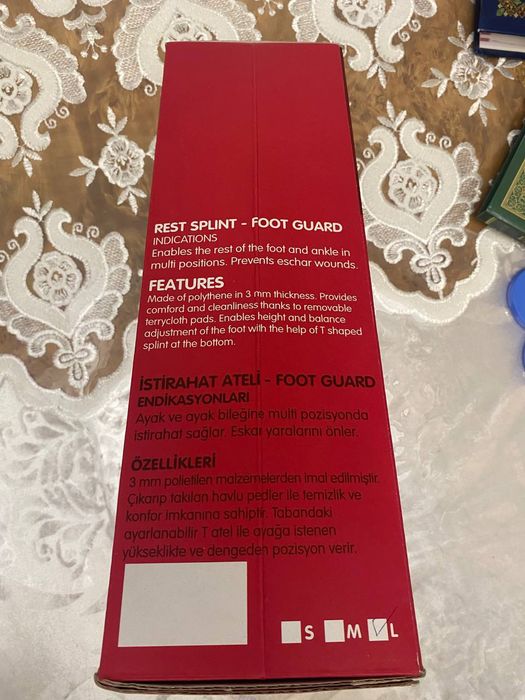 REST SPLINT - FOOT GUARD
INDICATIONS
Enables the rest of the foot and ankle in
multi positions. Prevents eschar wounds.
FEATURES
Made of polythene in 3 mm thickness. Provides
comford and cleanliness thanks to removable
terrycloth pads. Enables height and balance
adjustment of the foot with the help of T shaped
splint at the bottom.
İSTİRAHAT ATELİ - FOOT GUARD
ENDİKASYONLARI
Ayak ve ayak bileğine multi pozisyonda
istirahat sağlar. Eskar yaralarını önler.
ÖZELLİKLERİ
3 mm polietilen malzemelerden imal edilmiştir.
Çıkarıp takılan havlu pedler ile temizlik ve
konfor imkanına sahiptir. Tabandaki
ayarlanabilir T atel ile ayağa istenen
yükseklikte ve dengeden pozisyon verir.
S M L